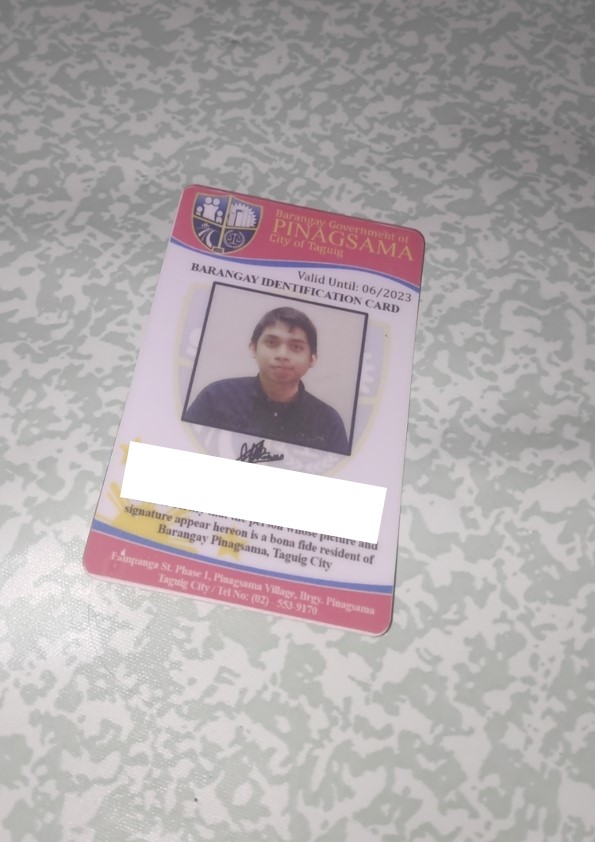 Barangay Government of
PINAGSAMA
City of Taguig
Valid Until: 06/2023
BARANGAY IDENTIFICATION CARD
the person whose picture and
signature appear hereon is a bona fide resident of
Barangay Pinagsama, Taguig City
St. Phase 1, Pinagsama Village, Brgy. Pinagsama
Taguig City / Tel No: (02) 553 9170